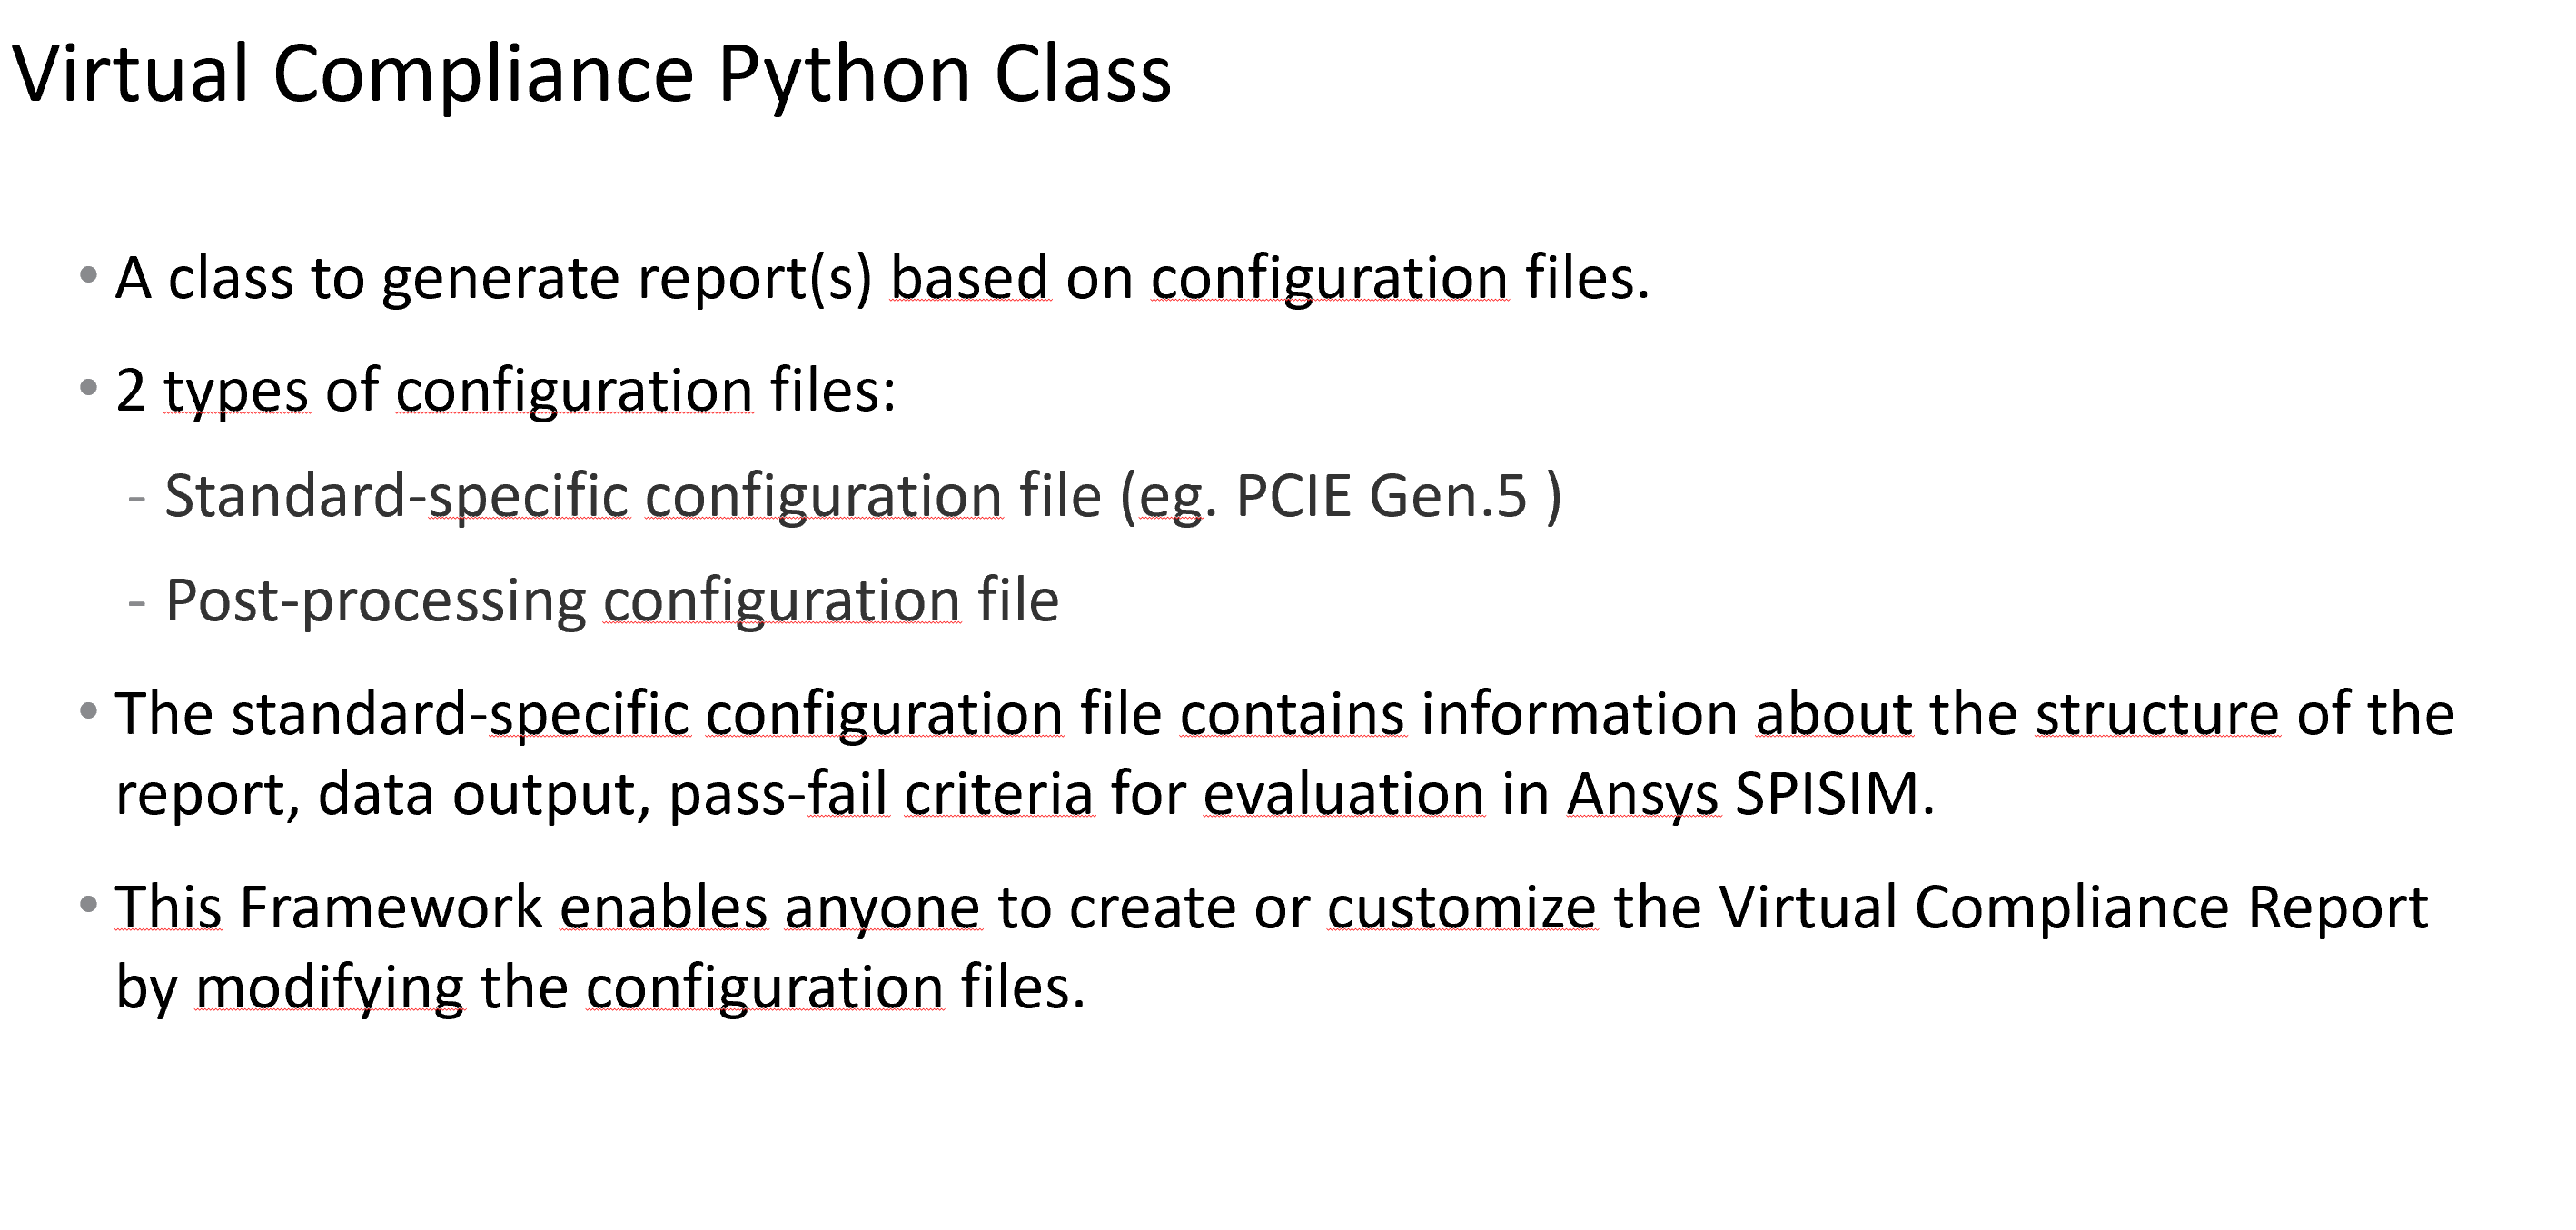 Virtual Compliance Python Class
• A class to generate report(s) based on configuration files.
• 2 types of configuration files:
- Standard-specific configuration file (eg. PCIE Gen.5 )
- Post-processing configuration file
• The standard-specific configuration file contains information about the structure of the
report, data output, pass-fail criteria for evaluation in Ansys SPISIM.
• This Framework enables anyone to create or customize the Virtual Compliance Report
by modifying the configuration files.